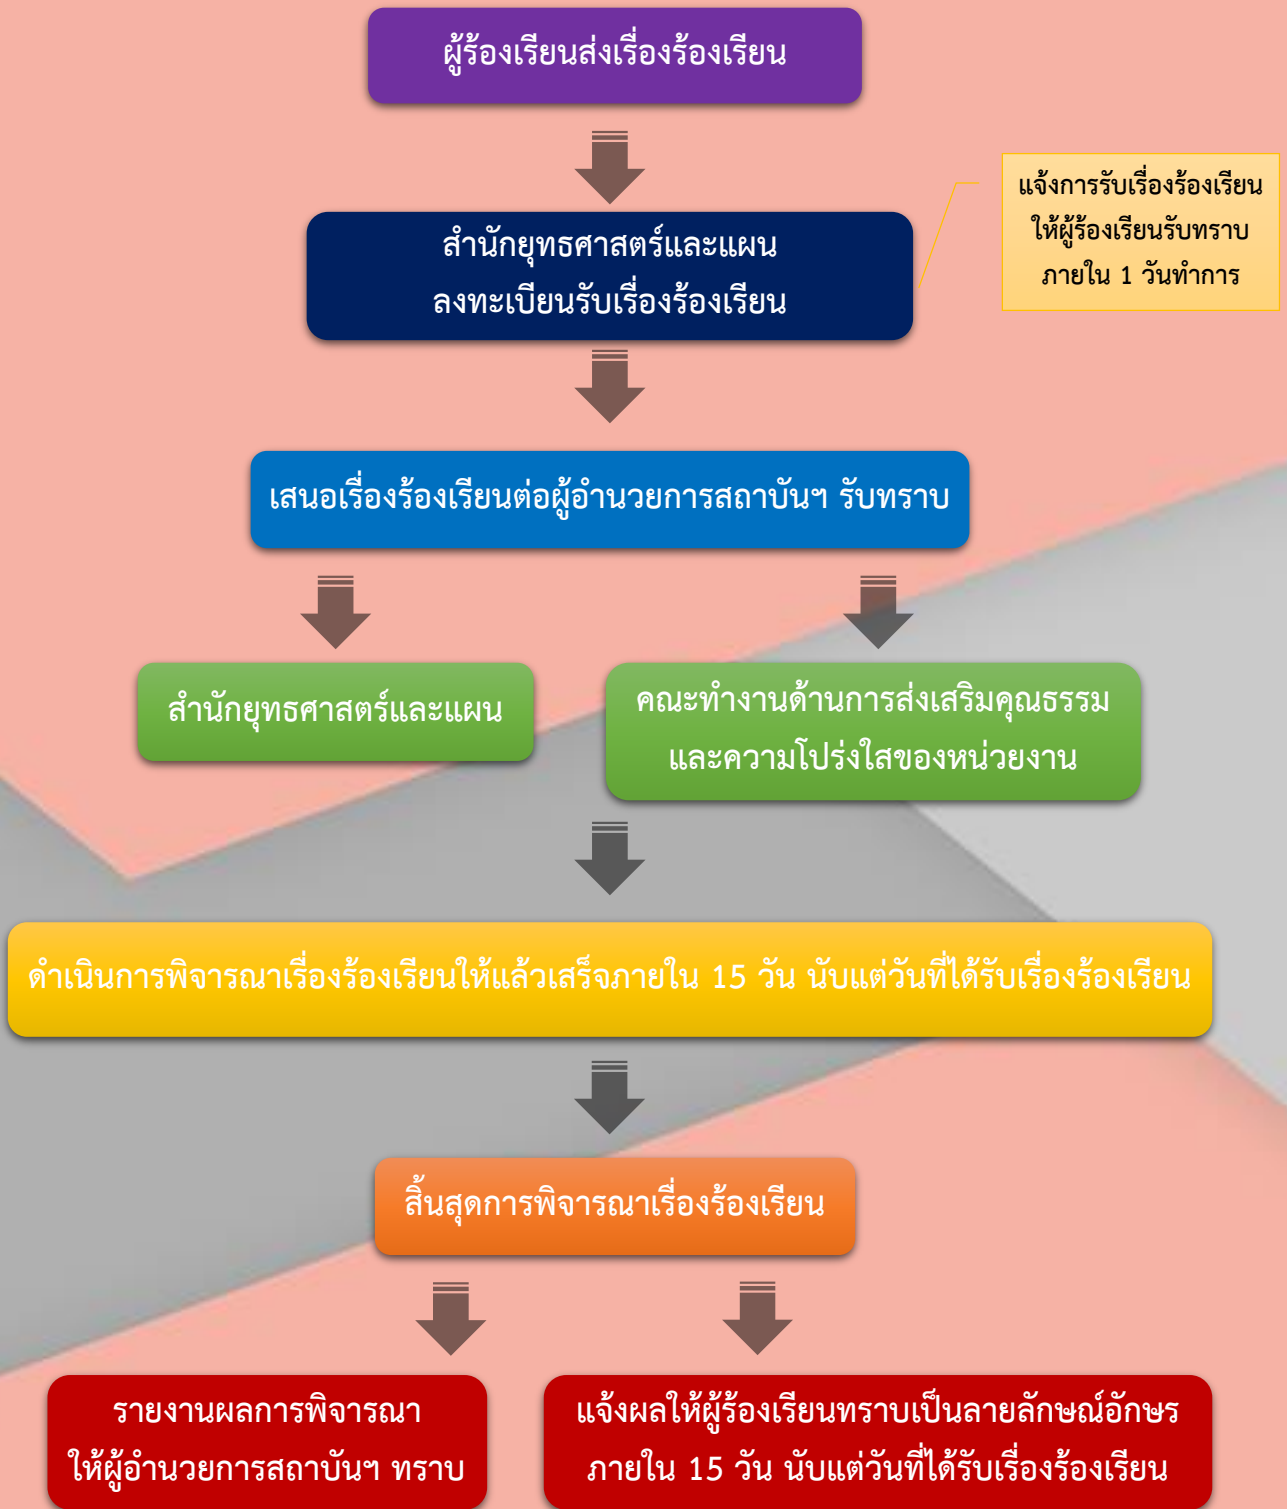 ผู้ร้องเรียนส่งเรื่องร้องเรียน
แจ้งการรับเรื่องร้องเรียน
ให้ผู้ร้องเรียนรับทราบ
ภายใน 1 วันทำการ
สำนักยุทธศาสตร์และแผน
ลงทะเบียนรับเรื่องร้องเรียน
เสนอเรื่องร้องเรียนต่อผู้อำนวยการสถาบันฯ รับทราบ
สำนักยุทธศาสตร์และแผน
คณะทำงานด้านการส่งเสริมคุณธรรม
และความโปร่งใสของหน่วยงาน
ดำเนินการพิจารณาเรื่องร้องเรียนให้แล้วเสร็จภายใน 15 วัน นับแต่วันที่ได้รับเรื่องร้องเรียน
สิ้นสุดการพิจารณาเรื่องร้องเรียน
รายงานผลการพิจารณา
ให้ผู้อำนวยการสถาบันฯ ทราบ
แจ้งผลให้ผู้ร้องเรียนทราบเป็นลายลักษณ์อักษร
ภายใน 15 วัน นับแต่วันที่ได้รับเรื่องร้องเรียน